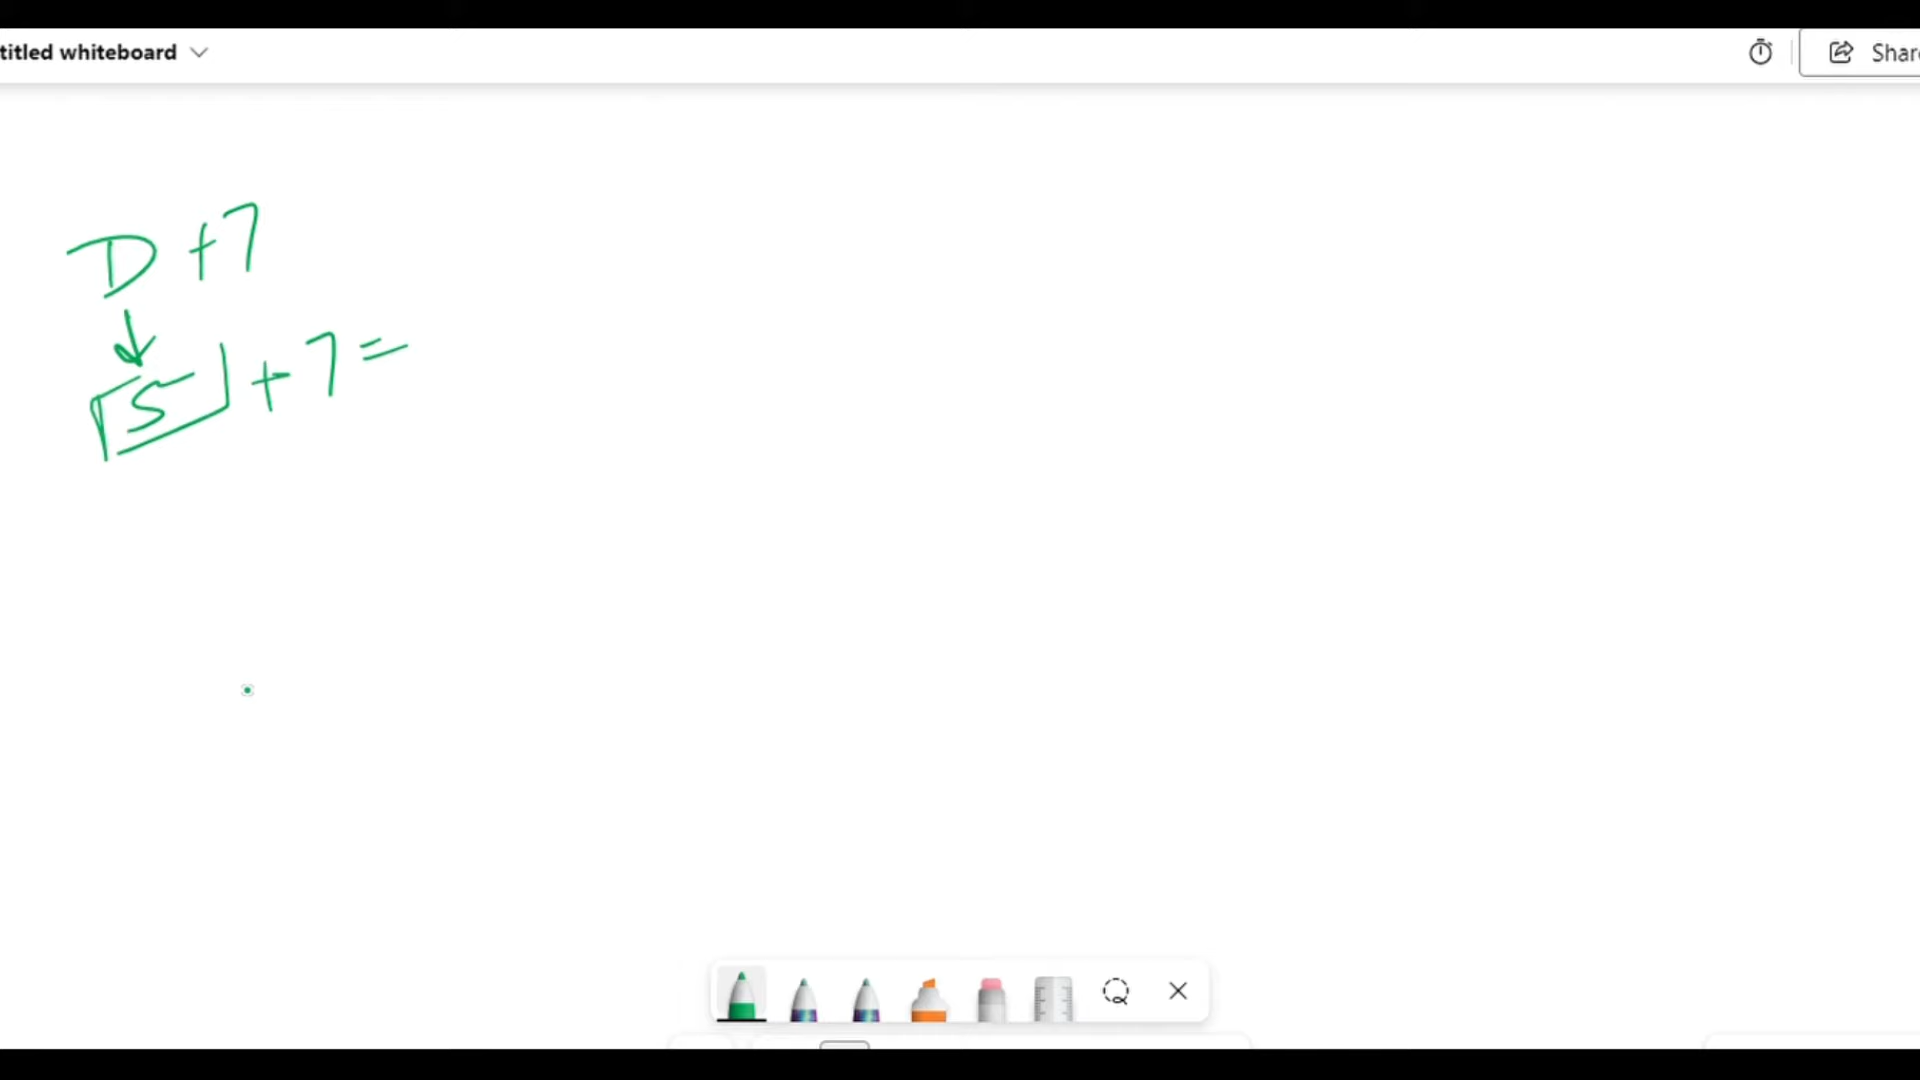 titled whiteboard
Share
D + 7
5 + 7 =